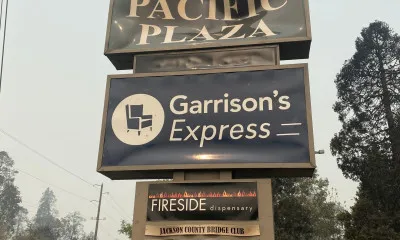 PACIFIC
PLAZA
Garrison's
Express
FIRESIDE dispensary
JACKSON COUNTY BRIDGE CLUB